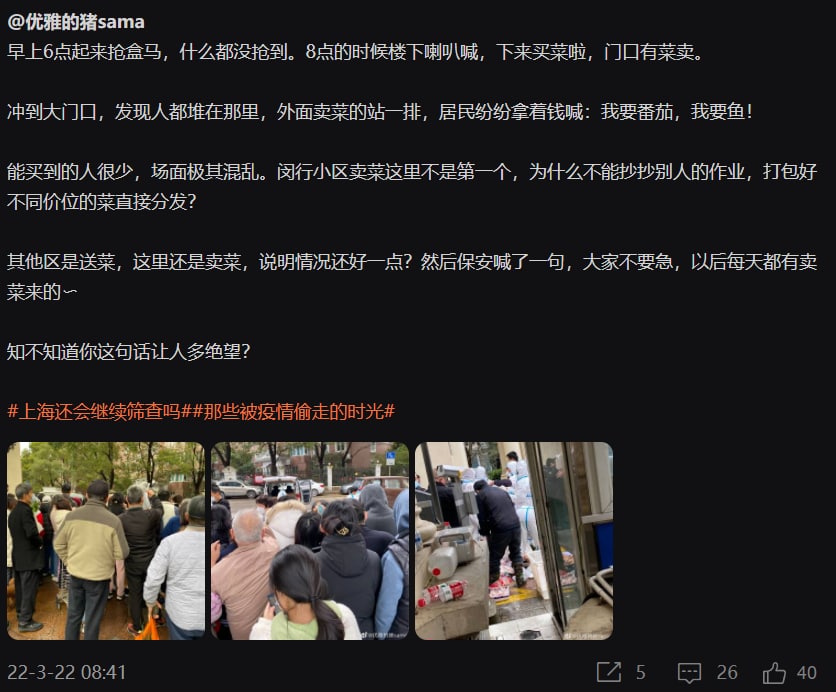 @优雅的猪sama
早上6点起来抢盒马，什么都没抢到。8点的时候楼下喇叭喊，下来买菜啦，门口有菜卖。
冲到大门口，发现人都堆在那里，外面卖菜的站一排，居民纷纷拿着钱喊：我要番茄，我要鱼！
能买到的人很少，场面极其混乱。闵行小区卖菜这里不是第一个，为什么不能抄抄别人的作业，打包好
不同价位的菜直接分发？
其他区是送菜，这里还是卖菜，说明情况还好一点？然后保安喊了一句，大家不要急，以后每天都有卖
菜来的∽
知不知道你这句话让人多绝望？
#上海还会继续筛查吗##那些被疫情偷走的时光#
22-3-22 08:41
5
26
40